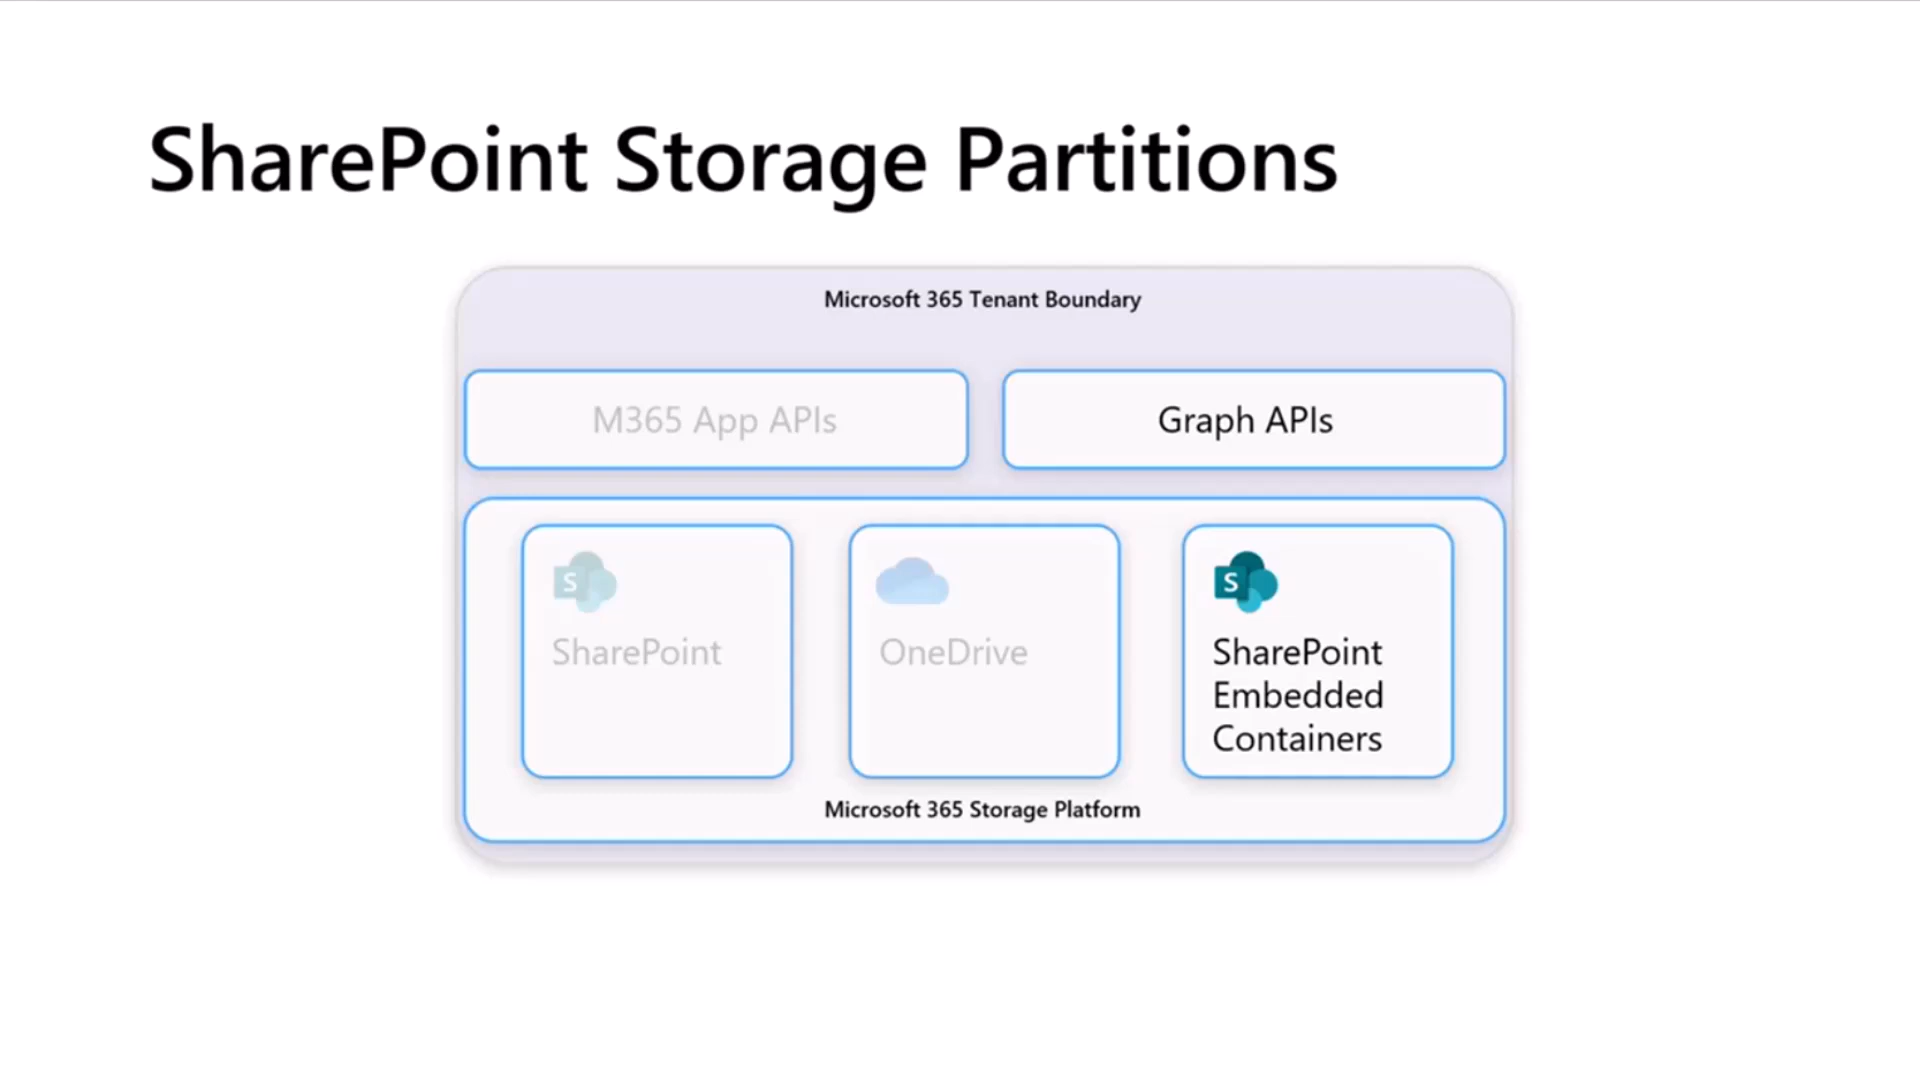 SharePoint Storage Partitions
Microsoft 365 Tenant Boundary
M365 App APIs
Graph APIs
S
SharePoint
OneDrive
S
SharePoint
Embedded
Containers
Microsoft 365 Storage Platform